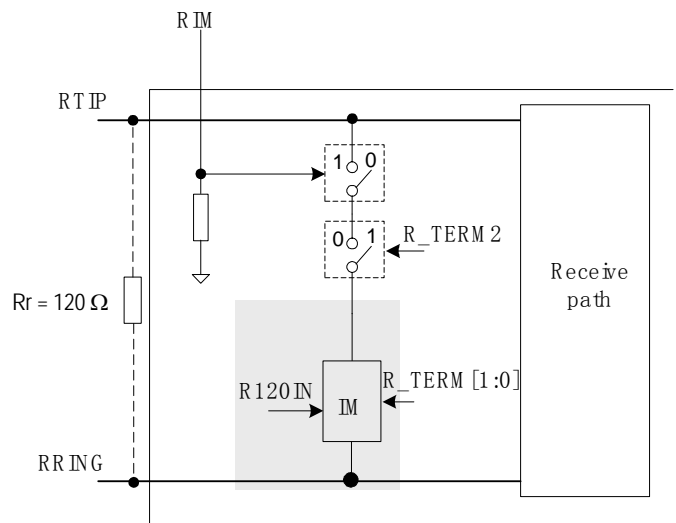 RIM
RTIP
1 0
0 1
R_TERM2
Receive
path
Rr = 120 Ω
R120IN
IM
R_TERM[1:0]
RRING